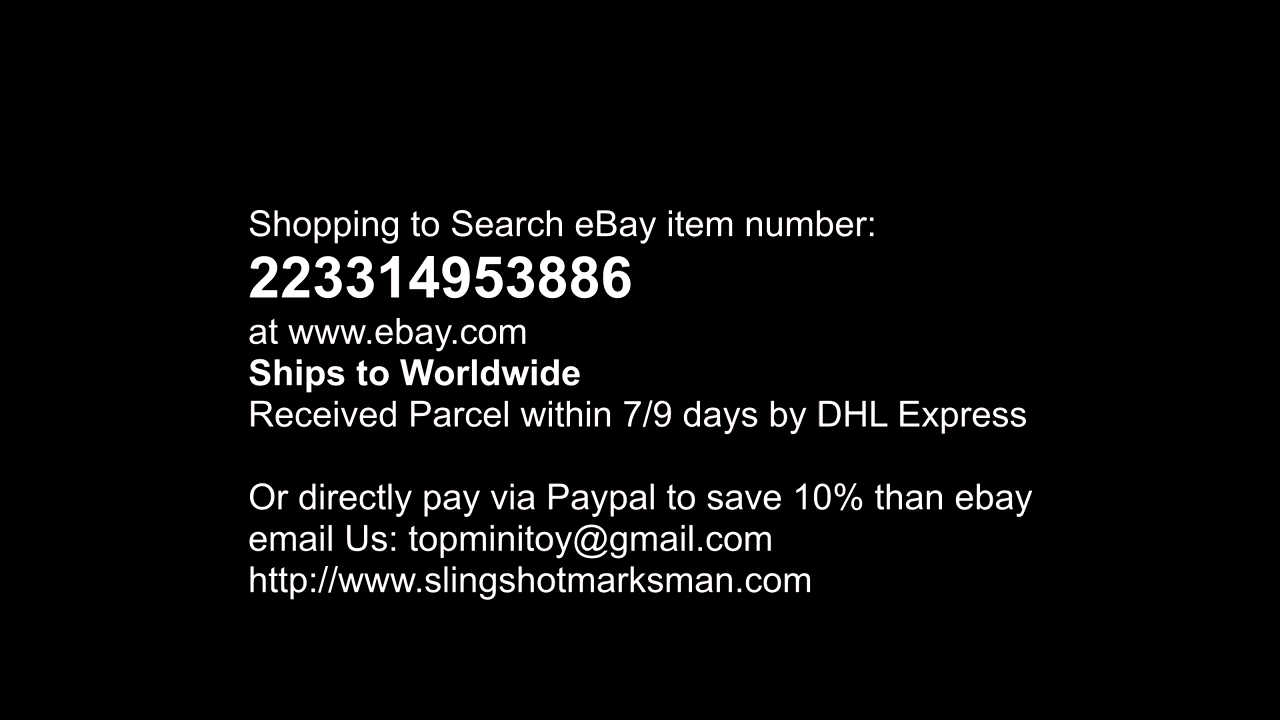 Shopping to Search eBay item number:
223314953886
at www.ebay.com
Ships to Worldwide
Received Parcel within 7/9 days by DHL Express
Or directly pay via Paypal to save 10% than ebay
email Us: topminitoy@gmail.com
http://www.slingshotmarksman.com